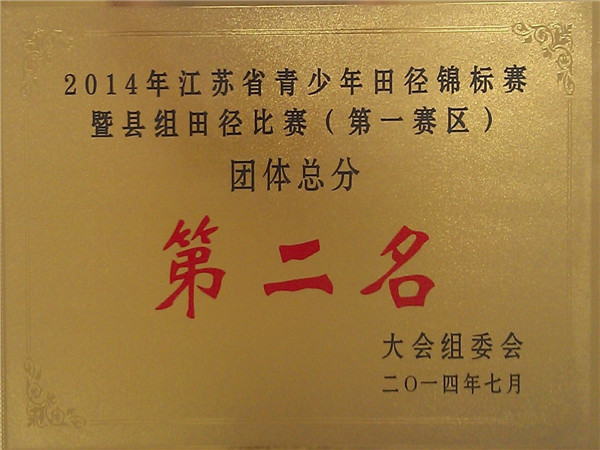 2014年江苏省青少年田径锦标赛
暨县组田径比赛（第一赛区）
团体总分
第二名
大会组委会
二〇一四年七月